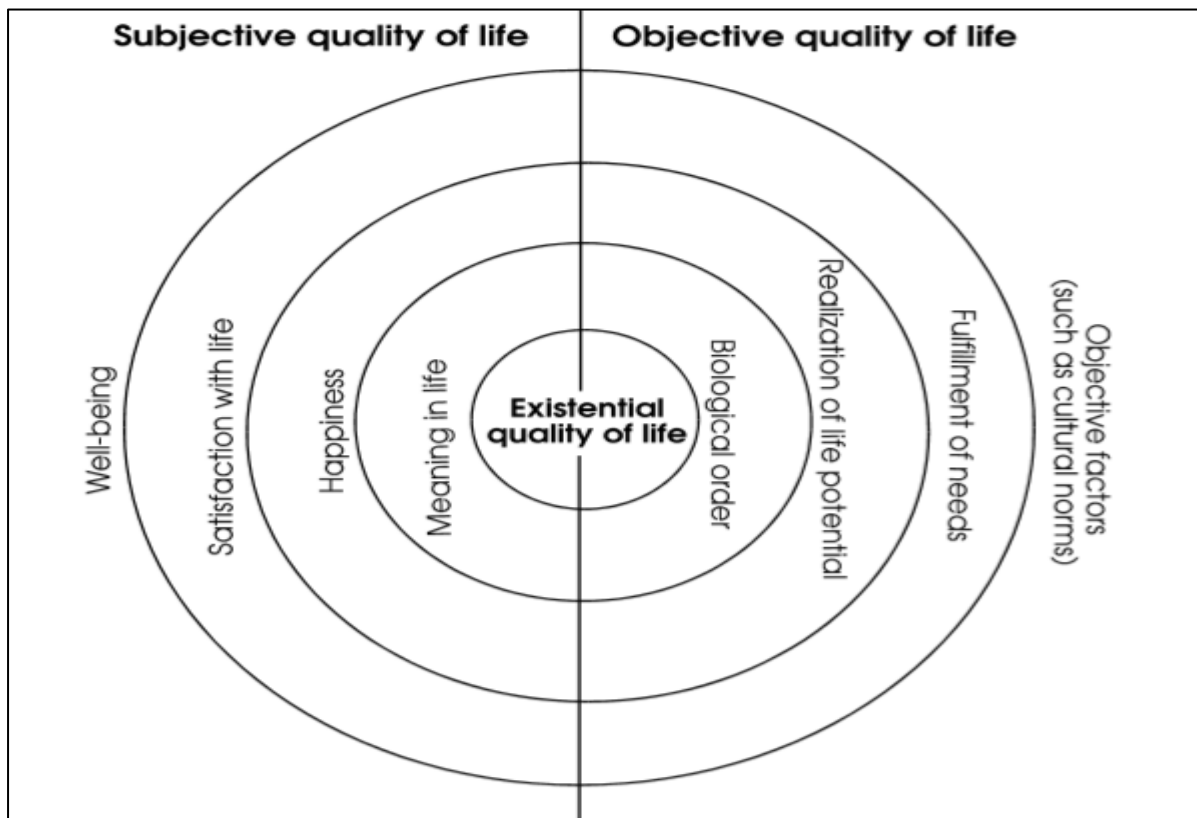 Subjective quality of life
Objective quality of life
Well-being
Satisfaction with life
Happiness
Meaning in life
Existential
quality of life
Biological order
Realization of life potential
Fulfillment of needs
Objective factors
(such as cultural norms)